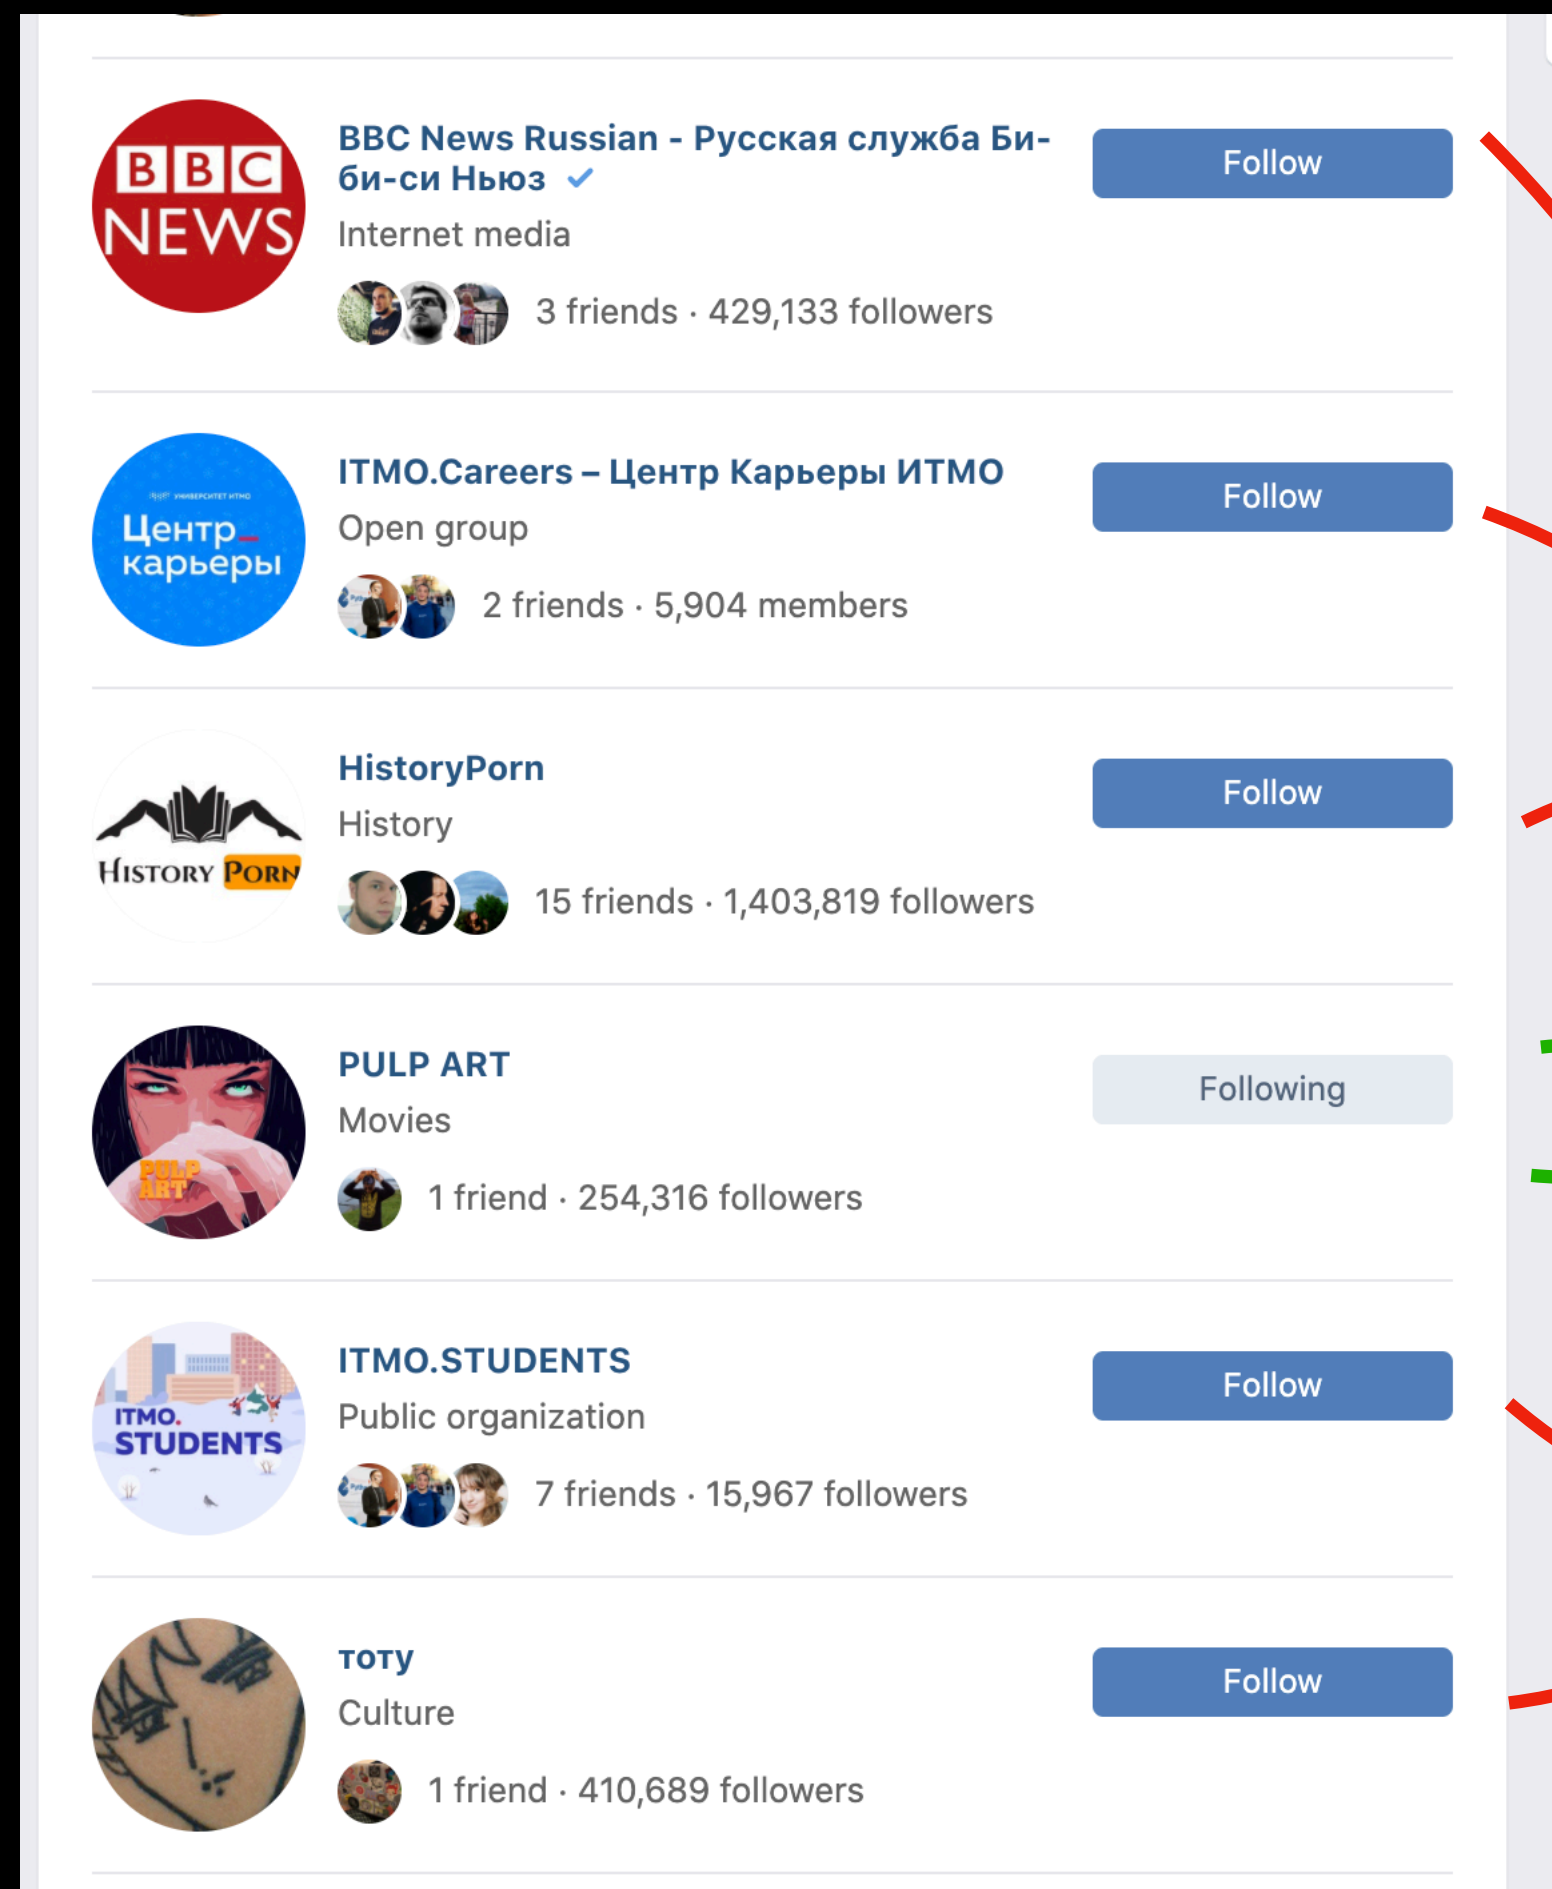 BBC
NEWS
BBC News Russian - Русская служба Би-
би-си Ньюз
Internet media
3 friends · 429,133 followers
Follow
УНИВЕРСИТЕТ ИТМО
Центр_
карьеры
ITMO.Careers – Центр Карьеры ИТМО
Open group
2 friends · 5,904 members
Follow
HISTORY PORN
HistoryPorn
History
15 friends · 1,403,819 followers
Follow
PULP
ART
PULP ART
Movies
1 friend · 254,316 followers
Following
ITMO.
STUDENTS
ITMO.STUDENTS
Public organization
7 friends · 15,967 followers
Follow
тоту
Culture
1 friend · 410,689 followers
Follow